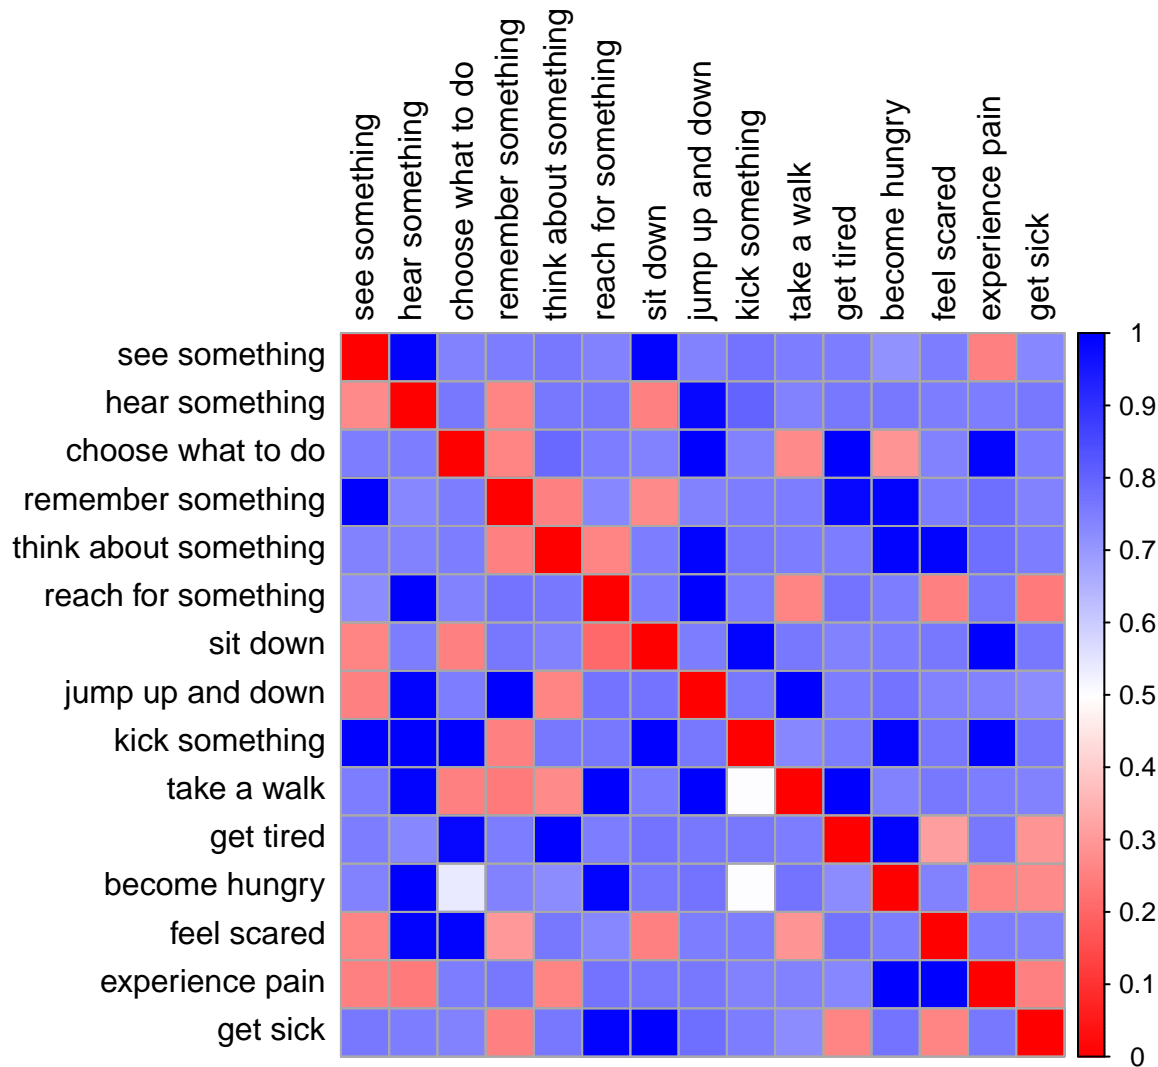 see something
hear something
choose what to do
remember something
think about something
reach for something
sit down
jump up and down
kick something
take a walk
get tired
become hungry
feel scared
experience pain
get sick
see something
hear something
choose what to do
remember something
think about something
reach for something
sit down
jump up and down
kick something
take a walk
get tired
become hungry
feel scared
experience pain
get sick
1
0.9
0.8
0.7
0.6
0.5
0.4
0.3
0.2
0.1
0